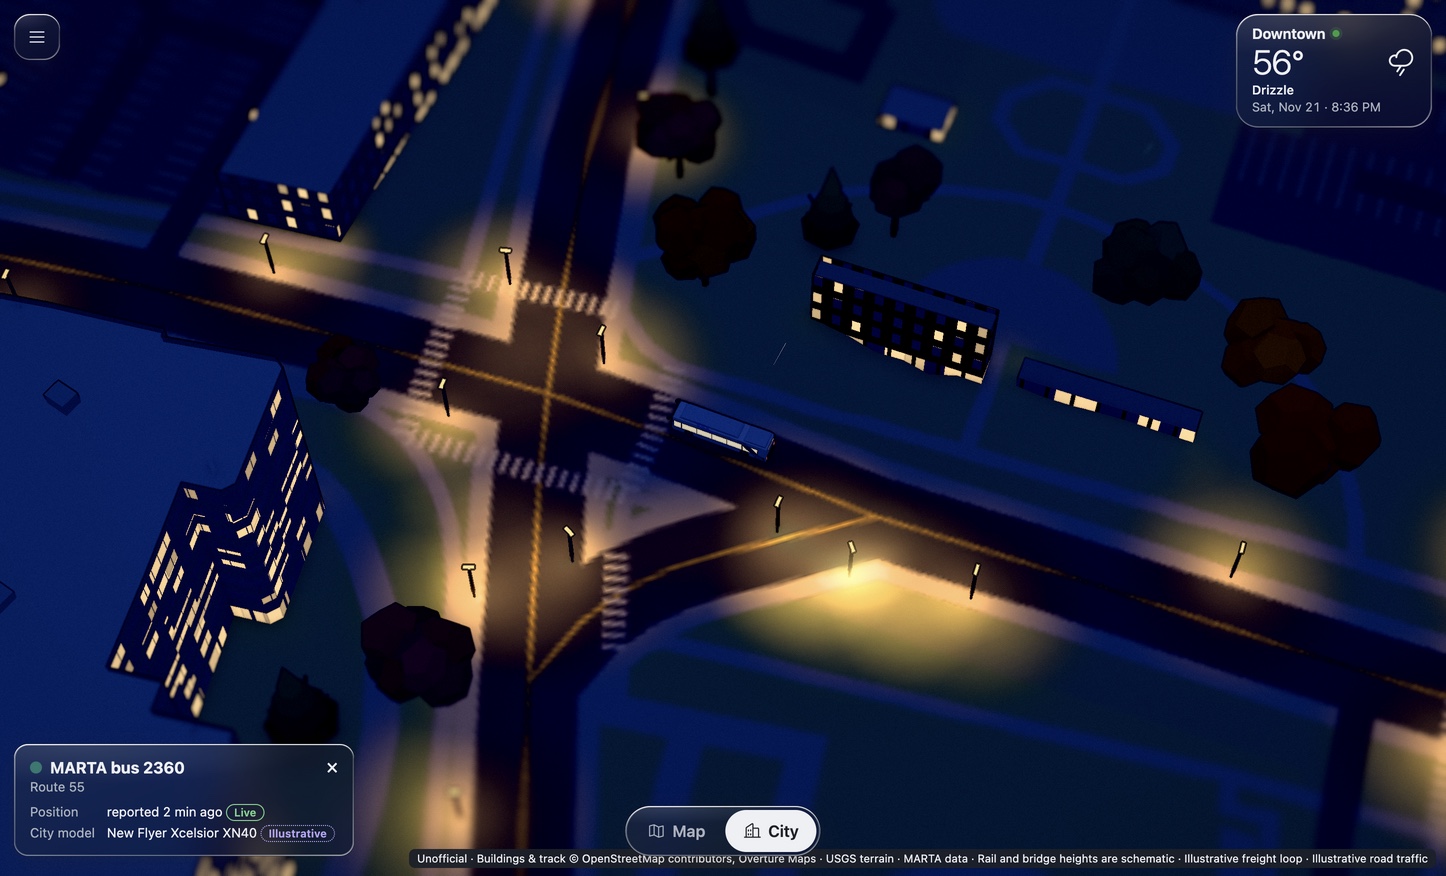 Downtown
56°
Drizzle
Sat, Nov 21 · 8:36 PM
MARTA bus 2360
Route 55
Position reported 2 min ago Live
City model New Flyer Xcelsior XN40 Illustrative
Map City
Unofficial · Buildings & track © OpenStreetMap contributors, Overture Maps · USGS terrain · MARTA data · Rail and bridge heights are schematic · Illustrative freight loop · Illustrative road traffic